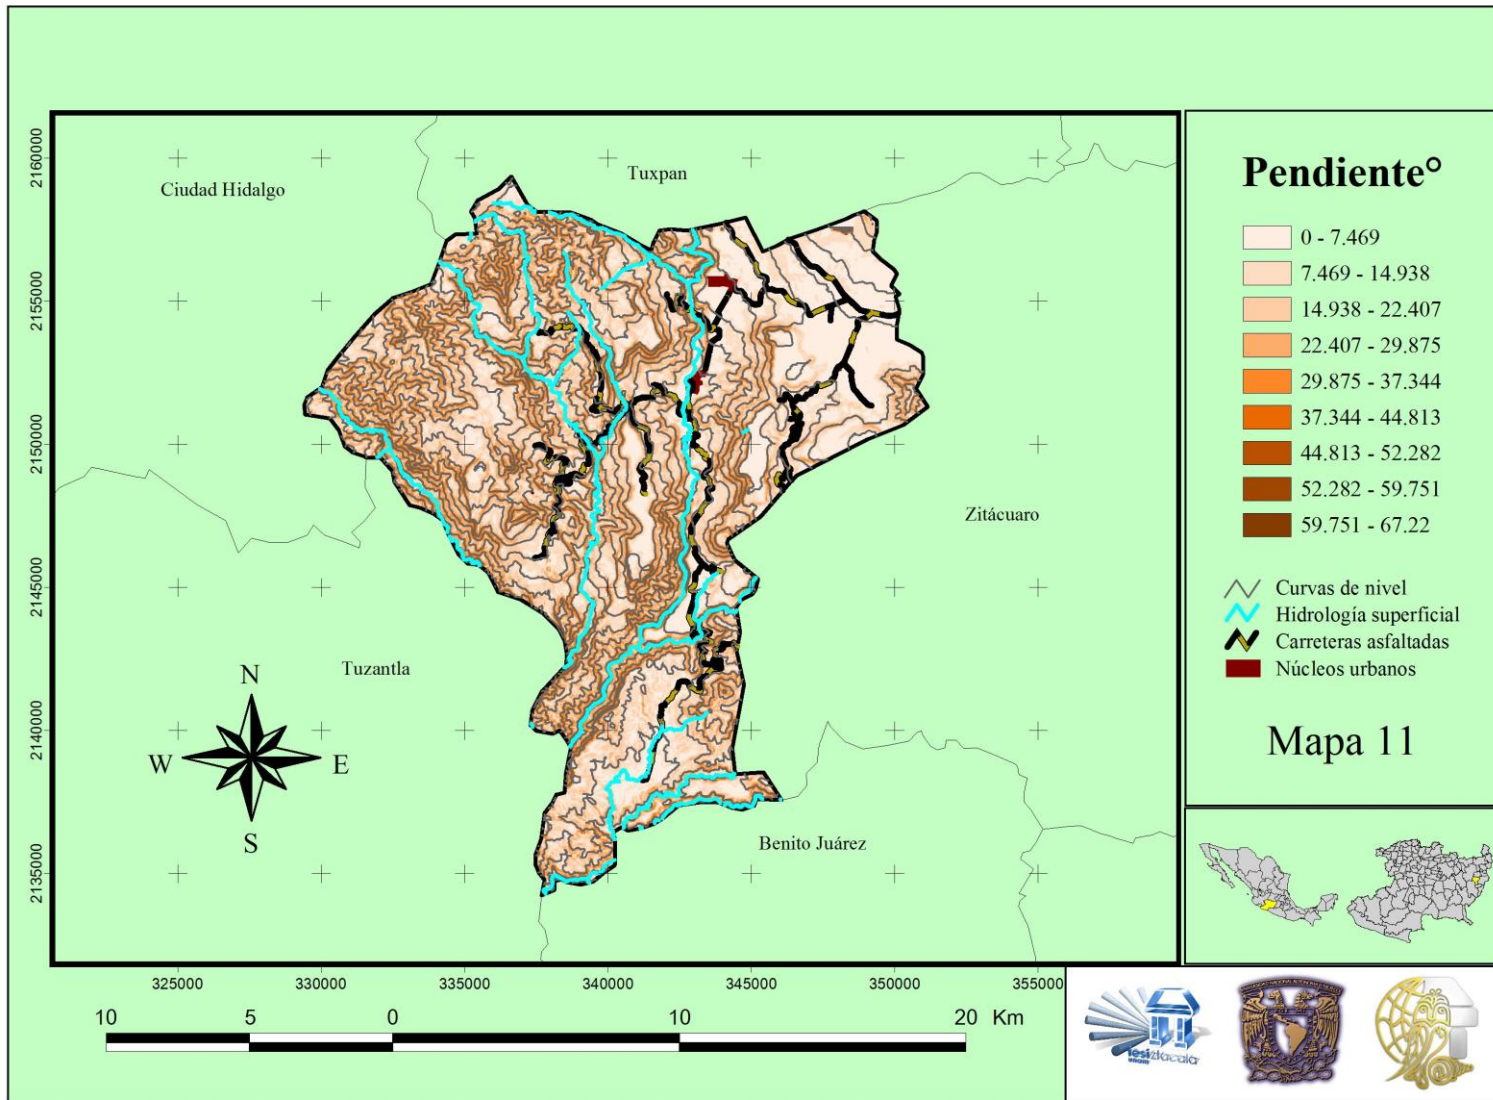 Ciudad Hidalgo
Tuxpan
Zitácuaro
Tuzantla
Benito Juárez
N
W
E
S
2160000
2155000
2150000
2145000
2140000
2135000
325000
330000
335000
340000
345000
350000
355000
10
5
0
10
20 Km
Pendiente°
0 - 7.469
7.469 - 14.938
14.938 - 22.407
22.407 - 29.875
29.875 - 37.344
37.344 - 44.813
44.813 - 52.282
52.282 - 59.751
59.751 - 67.22
Curvas de nivel
Hidrología superficial
Carreteras asfaltadas
Núcleos urbanos
Mapa 11
iesiztacala